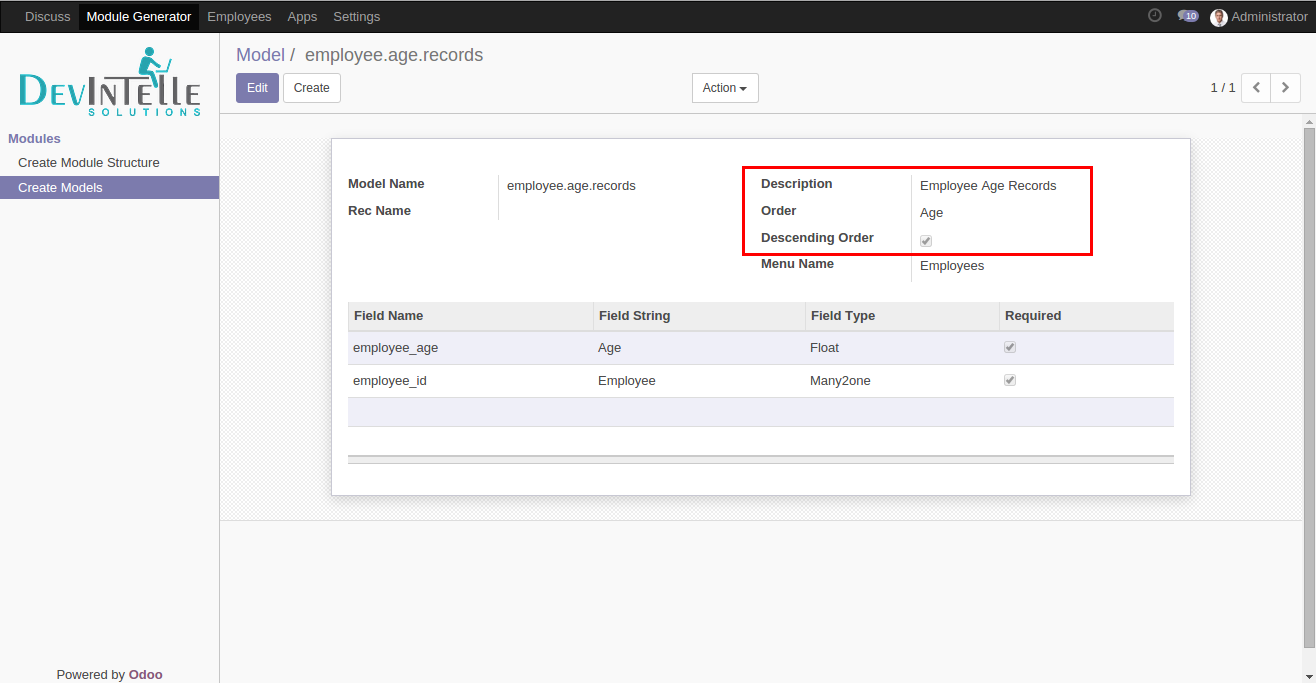 Discuss Module Generator Employees Apps Settings 10 Administrator
DEVINTELLE
SOLUTIONS
Model / employee.age.records
Edit Create Action 1 / 1
Modules
Create Module Structure
Create Models
Model Name employee.age.records
Rec Name
Description Employee Age Records
Order Age
Descending Order
Menu Name Employees
Field Name Field String Field Type Required
employee_age Age Float
employee_id Employee Many2one
Powered by Odoo